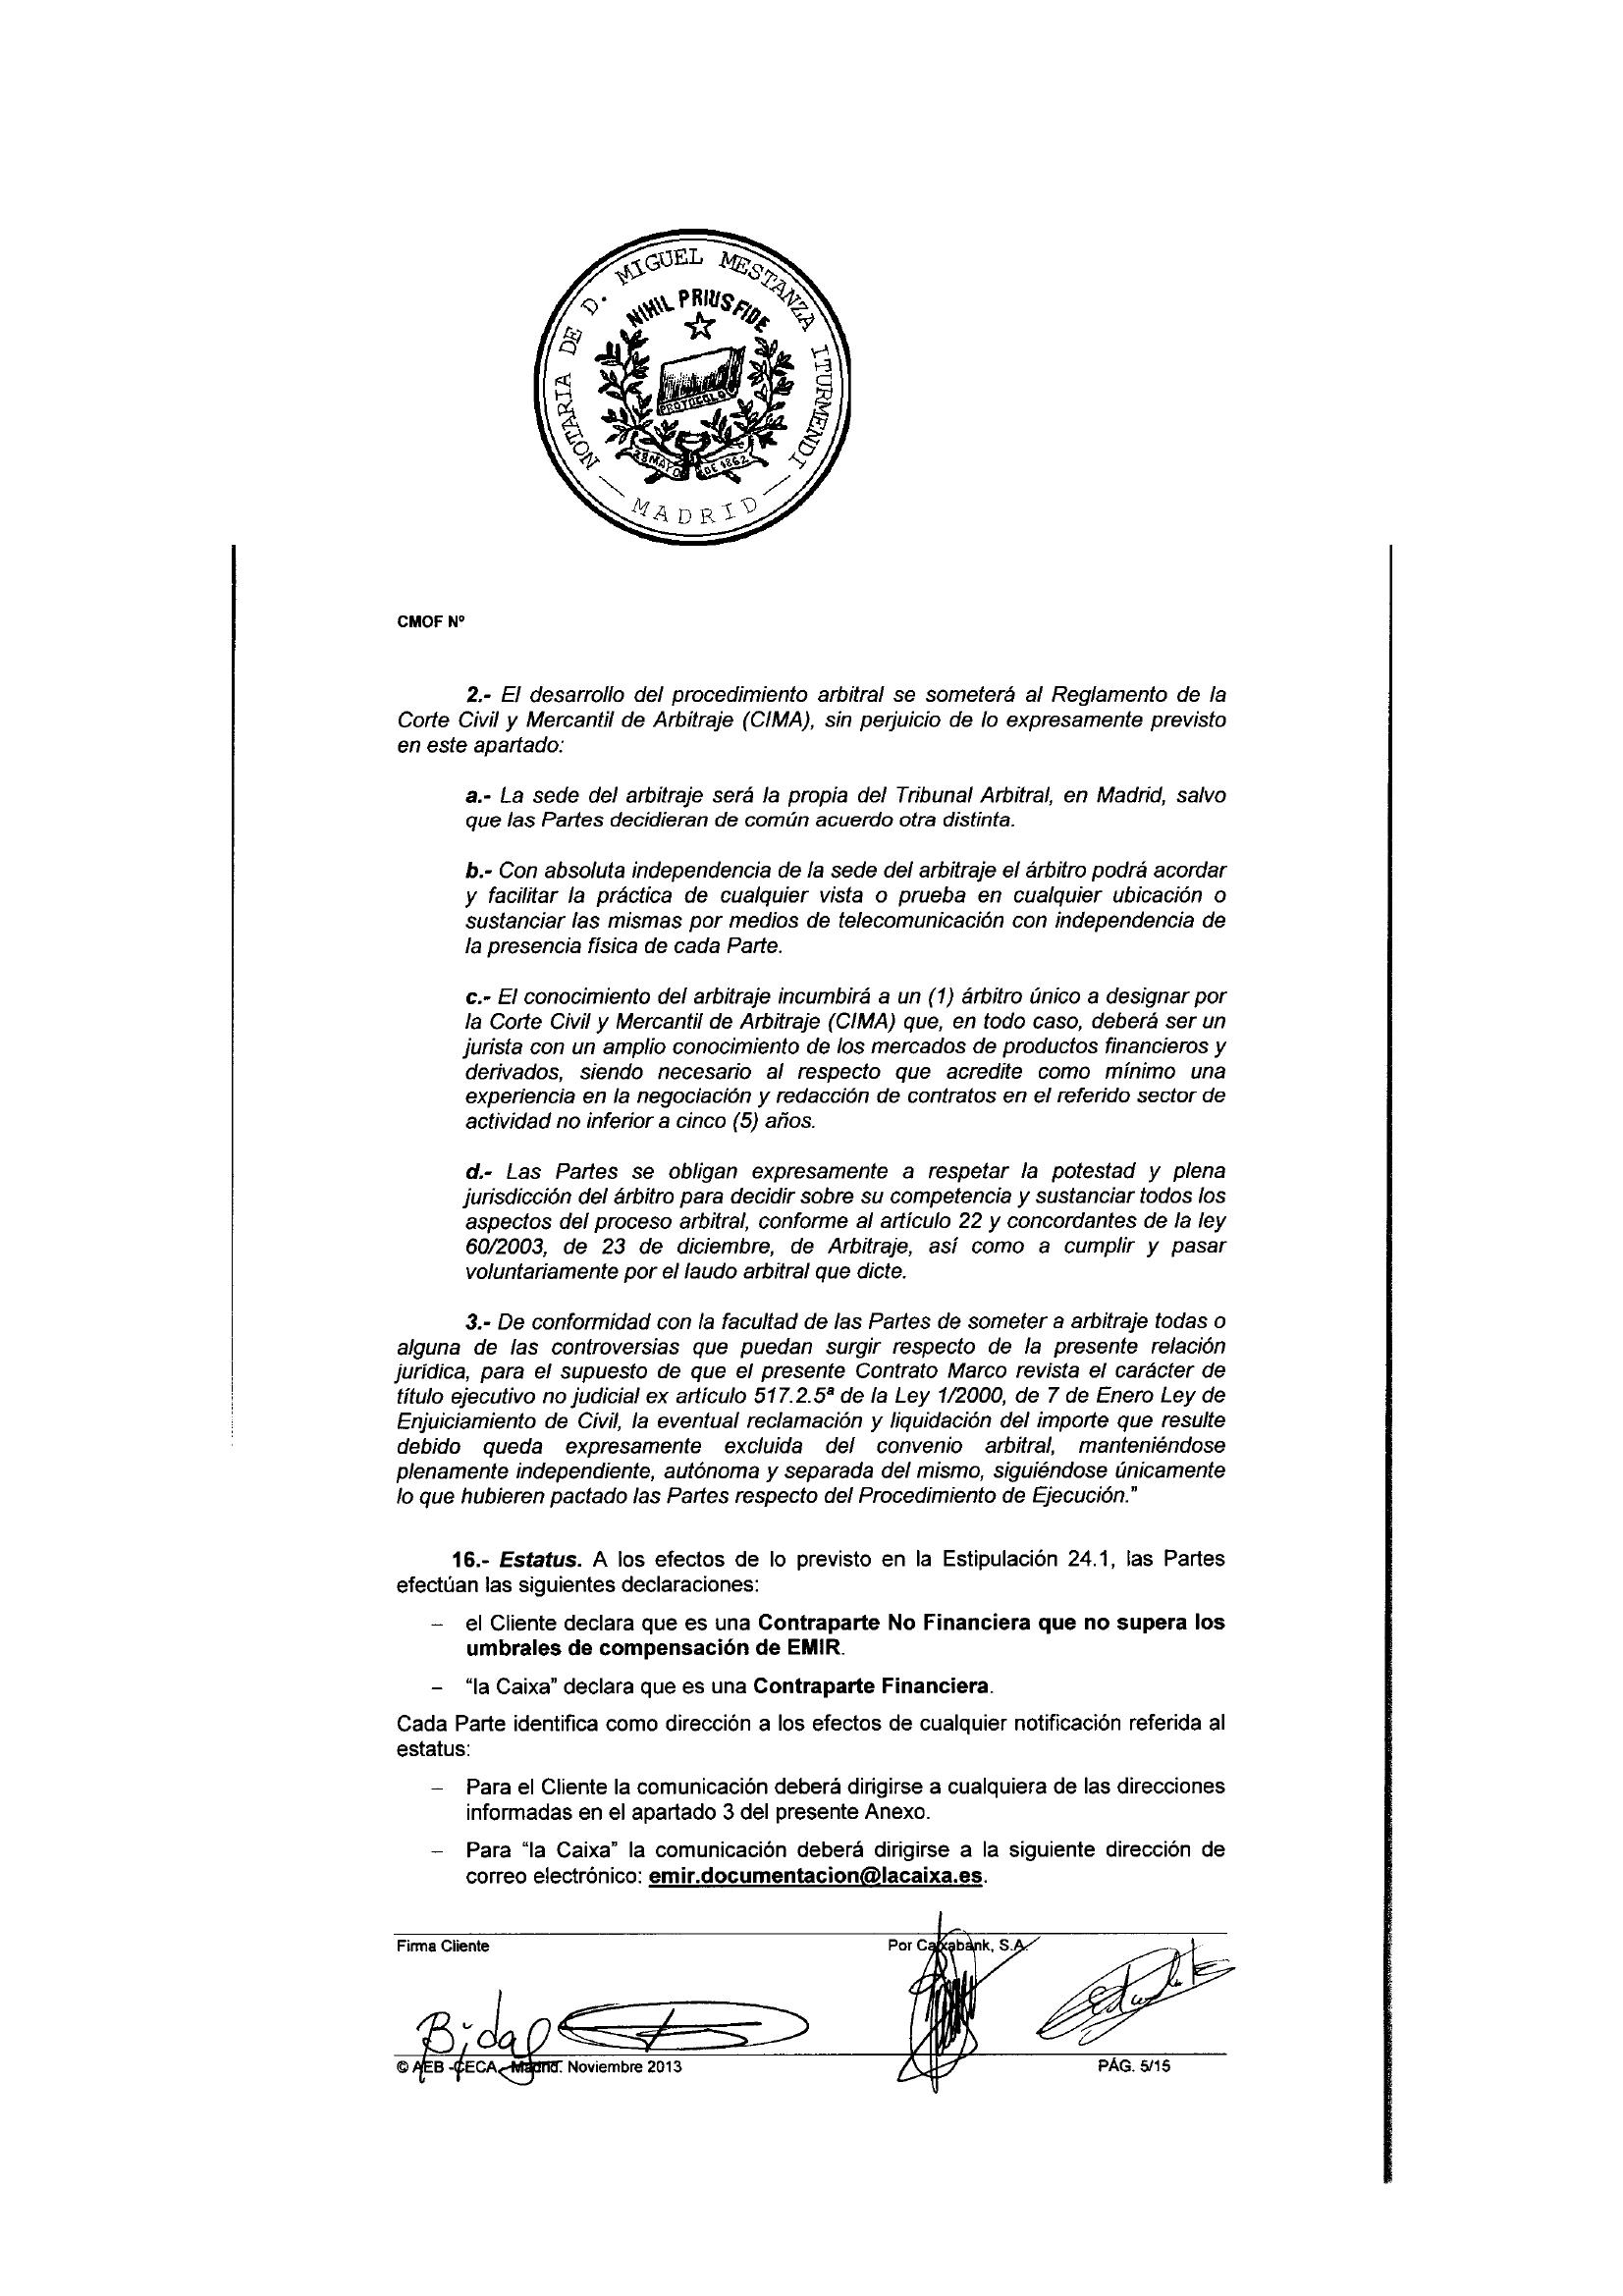 NOTARIA DE D. MIGUEL MESTANZA ITURMENDI
NIHIL PRIUS FIDE
PROTOCOLO
28 MAYO DE 1862
— MADRID —
CMOF Nº
2.- El desarrollo del procedimiento arbitral se someterá al Reglamento de la
Corte Civil y Mercantil de Arbitraje (CIMA), sin perjuicio de lo expresamente previsto
en este apartado:
a.- La sede del arbitraje será la propia del Tribunal Arbitral, en Madrid, salvo
que las Partes decidieran de común acuerdo otra distinta.
b.- Con absoluta independencia de la sede del arbitraje el árbitro podrá acordar
y facilitar la práctica de cualquier vista o prueba en cualquier ubicación o
sustanciar las mismas por medios de telecomunicación con independencia de
la presencia física de cada Parte.
c.- El conocimiento del arbitraje incumbirá a un (1) árbitro único a designar por
la Corte Civil y Mercantil de Arbitraje (CIMA) que, en todo caso, deberá ser un
jurista con un amplio conocimiento de los mercados de productos financieros y
derivados, siendo necesario al respecto que acredite como mínimo una
experiencia en la negociación y redacción de contratos en el referido sector de
actividad no inferior a cinco (5) años.
d.- Las Partes se obligan expresamente a respetar la potestad y plena
jurisdicción del árbitro para decidir sobre su competencia y sustanciar todos los
aspectos del proceso arbitral, conforme al artículo 22 y concordantes de la ley
60/2003, de 23 de diciembre, de Arbitraje, así como a cumplir y pasar
voluntariamente por el laudo arbitral que dicte.
3.- De conformidad con la facultad de las Partes de someter a arbitraje todas o
alguna de las controversias que puedan surgir respecto de la presente relación
jurídica, para el supuesto de que el presente Contrato Marco revista el carácter de
título ejecutivo no judicial ex artículo 517.2.5ª de la Ley 1/2000, de 7 de Enero Ley de
Enjuiciamiento de Civil, la eventual reclamación y liquidación del importe que resulte
debido queda expresamente excluida del convenio arbitral, manteniéndose
plenamente independiente, autónoma y separada del mismo, siguiéndose únicamente
lo que hubieren pactado las Partes respecto del Procedimiento de Ejecución.”
16.- Estatus. A los efectos de lo previsto en la Estipulación 24.1, las Partes
efectúan las siguientes declaraciones:
– el Cliente declara que es una Contraparte No Financiera que no supera los
umbrales de compensación de EMIR.
– “la Caixa” declara que es una Contraparte Financiera.
Cada Parte identifica como dirección a los efectos de cualquier notificación referida al
estatus:
– Para el Cliente la comunicación deberá dirigirse a cualquiera de las direcciones
informadas en el apartado 3 del presente Anexo.
– Para “la Caixa” la comunicación deberá dirigirse a la siguiente dirección de
correo electrónico: emir.documentacion@lacaixa.es.
Firma Cliente Por Caixabank, S.A.
© AEB -CECA. Madrid. Noviembre 2013 PÁG. 5/15